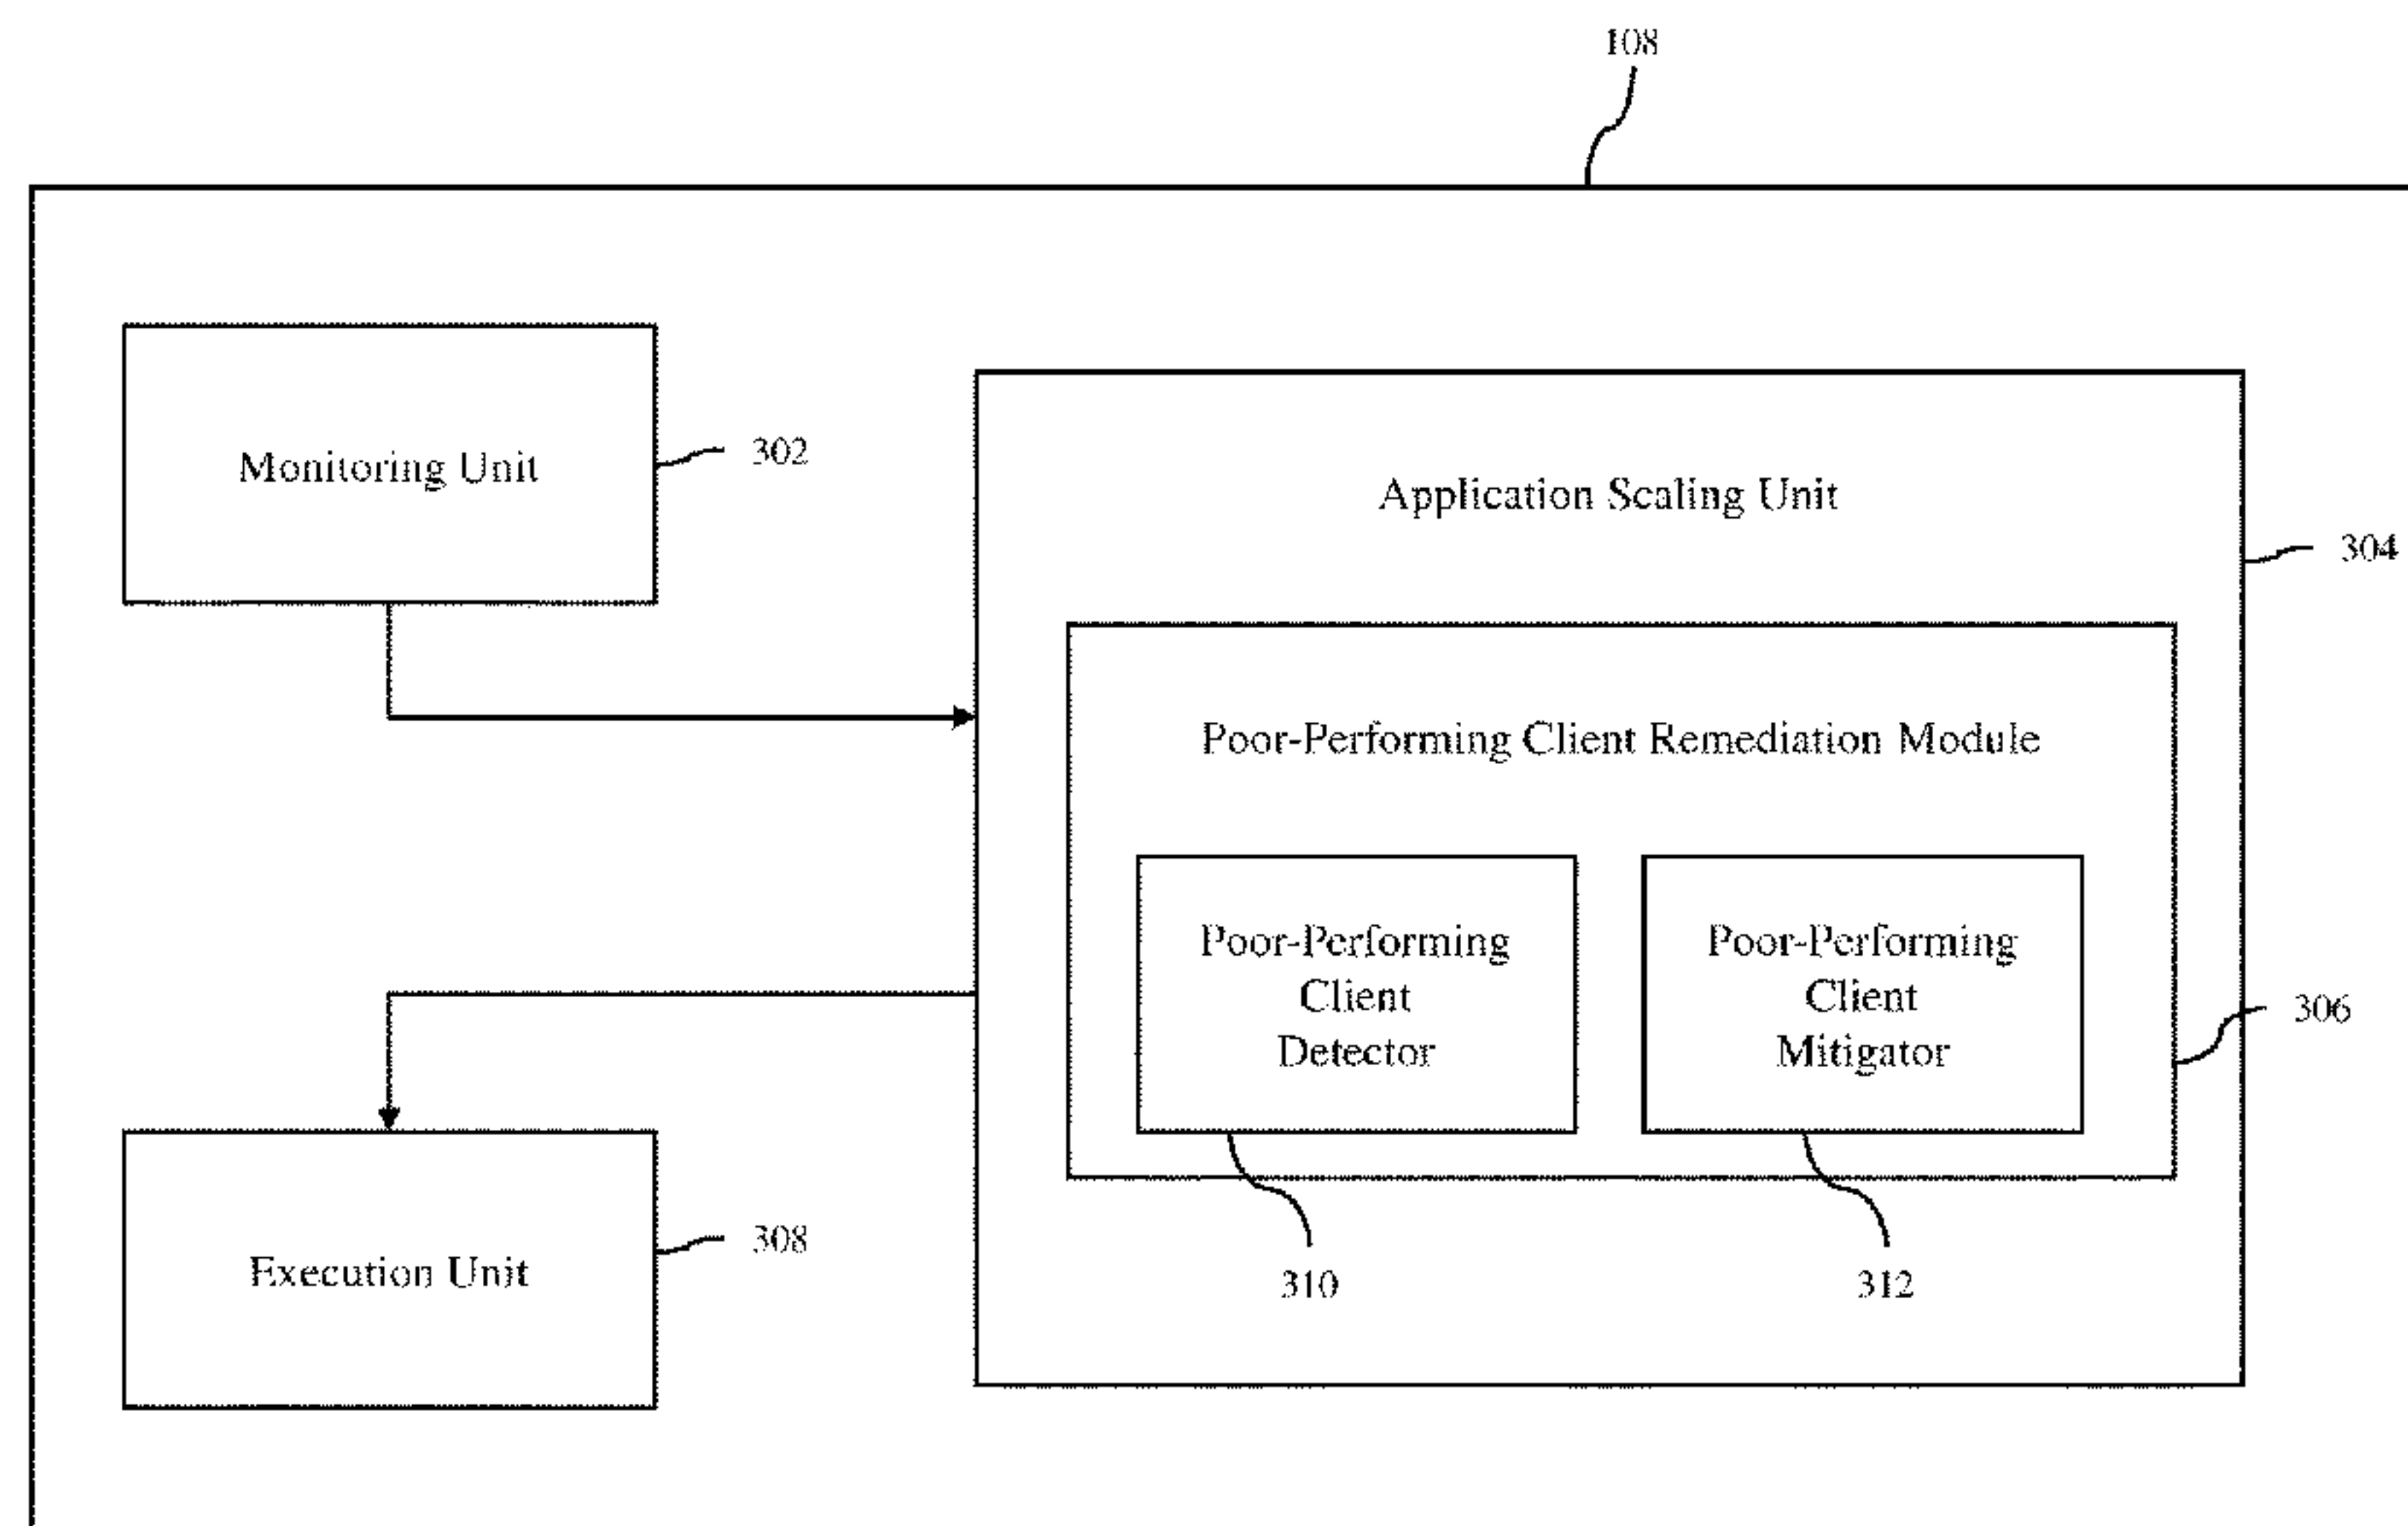 108
Monitoring Unit
302
Application Scaling Unit
304
Poor-Performing Client Remediation Module
Poor-Performing
Client
Detector
Poor-Performing
Client
Mitigator
306
Execution Unit
308
310
312